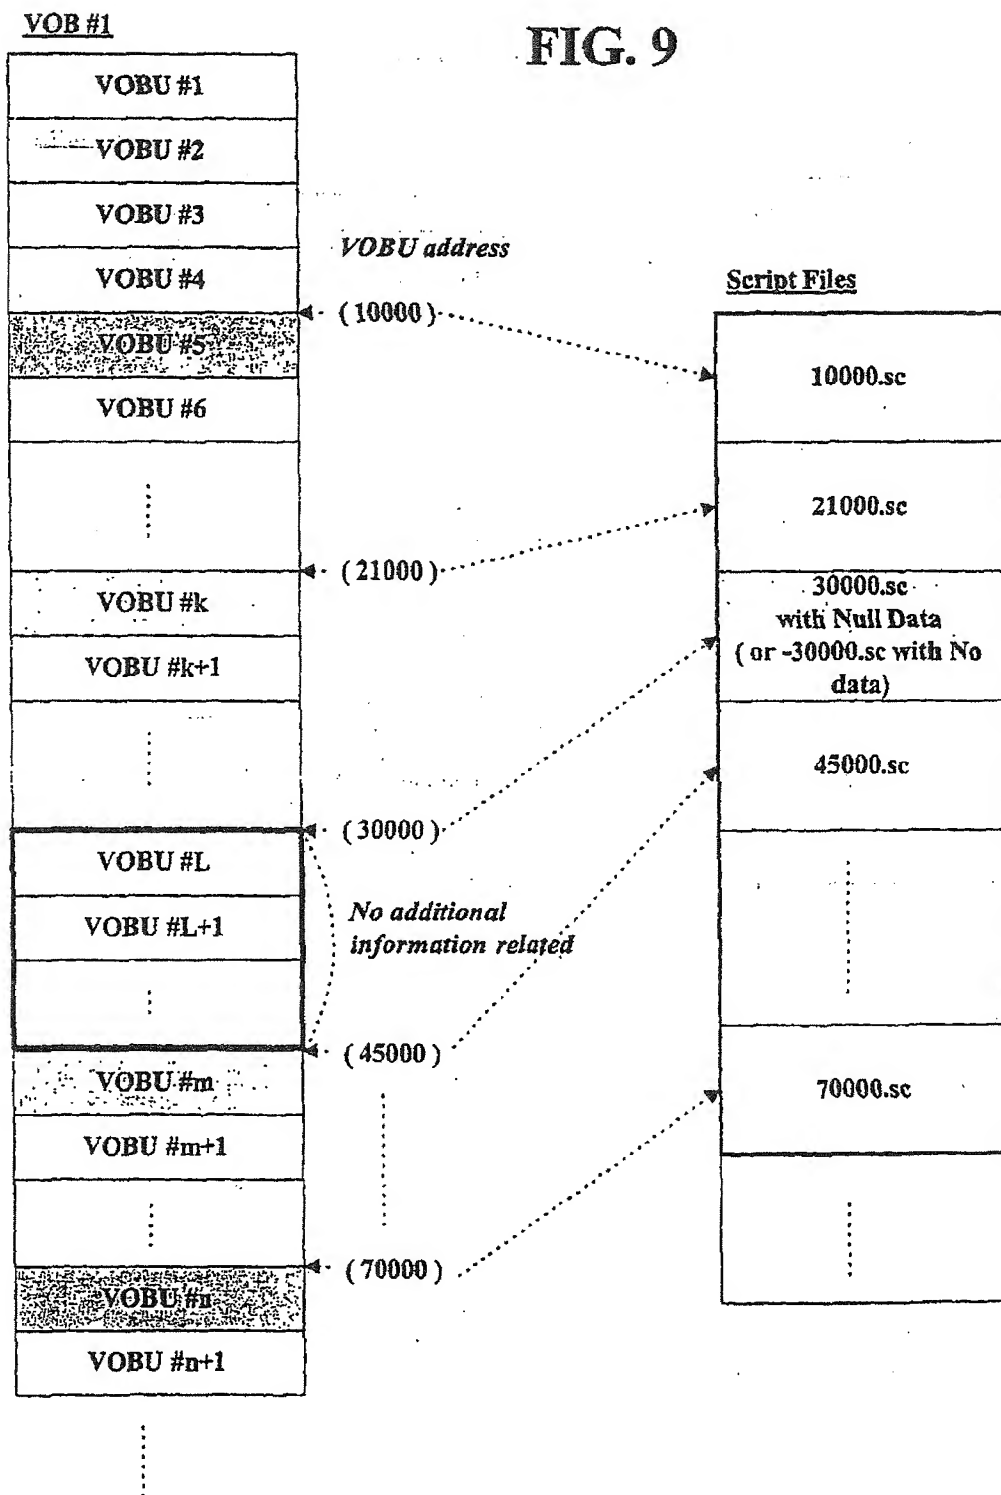 VOB #1
FIG. 9
VOBU #1
VOBU #2
VOBU #3
VOBU #4
VOBU #5
VOBU #6
VOBU #k
VOBU #k+1
VOBU #L
VOBU #L+1
VOBU #m
VOBU #m+1
VOBU #n
VOBU #n+1
VOBU address
( 10000 )
( 21000 )
( 30000 )
No additional
information related
( 45000 )
( 70000 )
Script Files
10000.sc
21000.sc
30000.sc
with Null Data
( or -30000.sc with No
data)
45000.sc
70000.sc